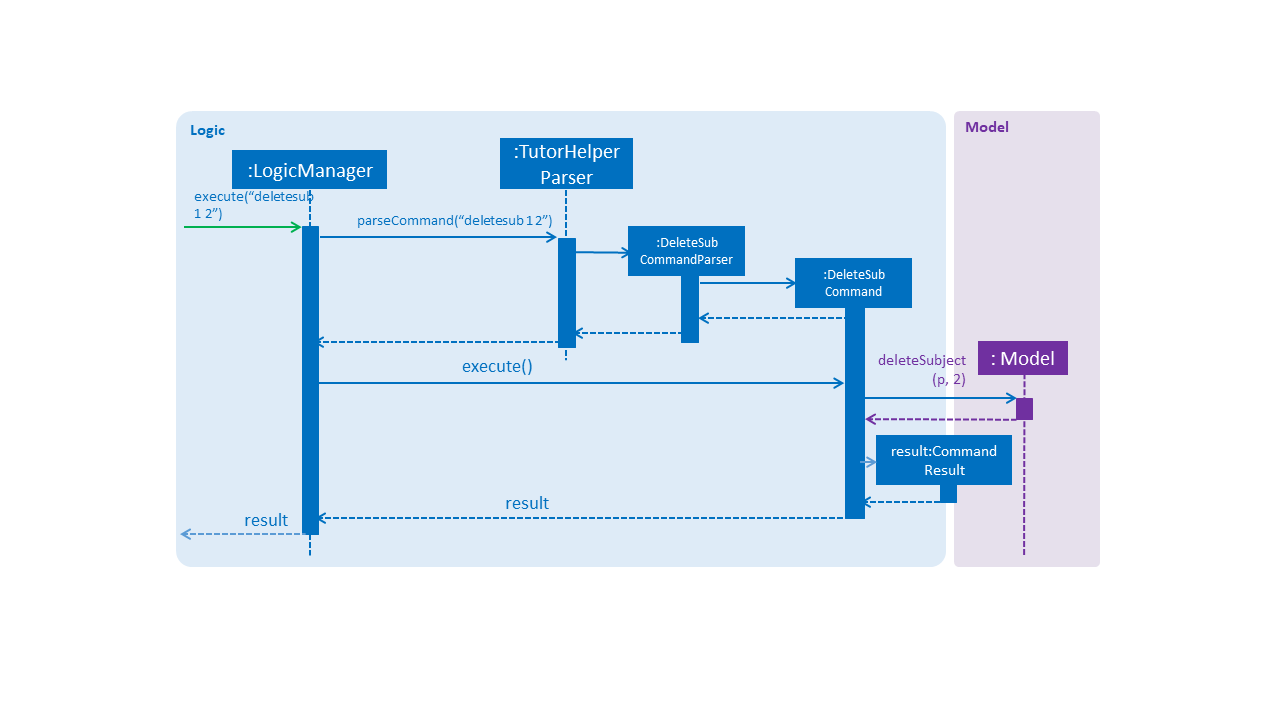 Logic
Model
:LogicManager
:TutorHelper
Parser
execute(“deletesub
1 2”)
parseCommand(“deletesub 1 2”)
:DeleteSub
CommandParser
:DeleteSub
Command
execute()
deleteSubject
(p, 2)
: Model
result:Command
Result
result
result